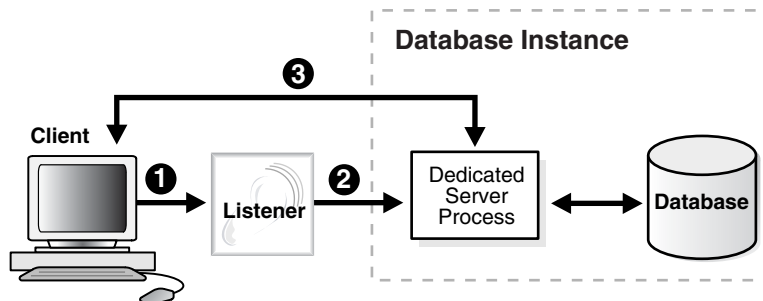 Database Instance
3
Client
1
Listener
2
Dedicated
Server
Process
Database